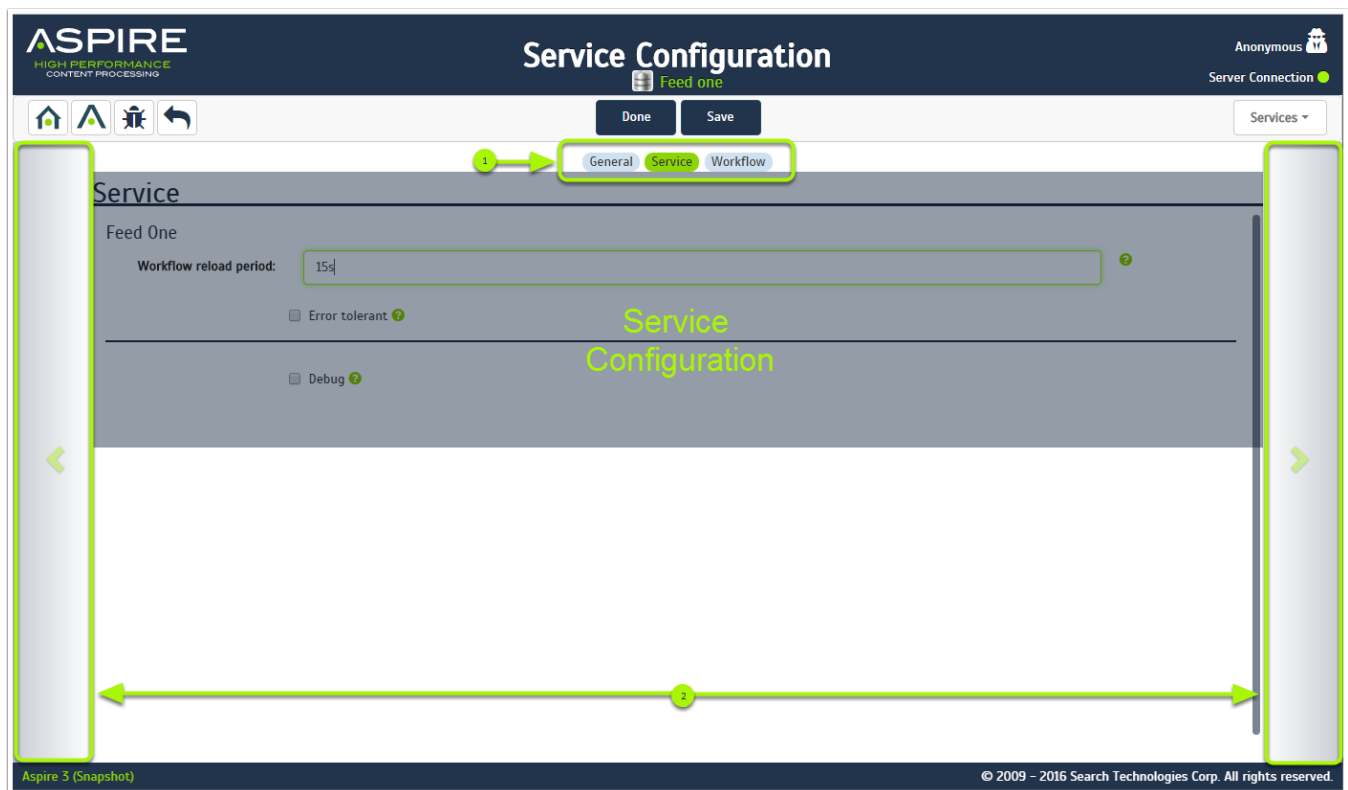 ASPIRE
HIGH PERFORMANCE
CONTENT PROCESSING
Service Configuration
Feed one
Anonymous
Server Connection
Done
Save
Services
1
General
Service
Workflow
Service
Feed One
Workflow reload period:
15s
Error tolerant
Service
Configuration
Debug
2
Aspire 3 (Snapshot)
© 2009 - 2016 Search Technologies Corp. All rights reserved.